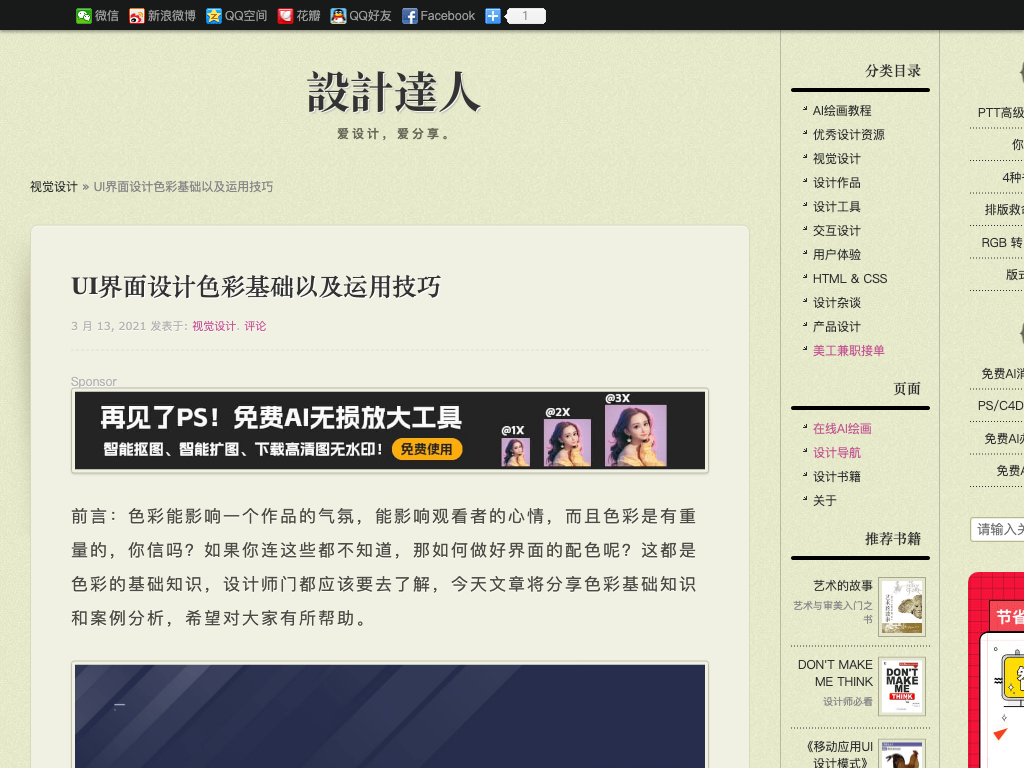 微信 新浪微博 QQ空间 花瓣 QQ好友 Facebook 1
設計達人
爱设计，爱分享。
视觉设计 » UI界面设计色彩基础以及运用技巧
UI界面设计色彩基础以及运用技巧
3 月 13, 2021 发表于: 视觉设计. 评论
Sponsor
再见了PS！免费AI无损放大工具
智能抠图、智能扩图、下载高清图无水印！ 免费使用
@1X
@2X
@3X
前言：色彩能影响一个作品的气氛，能影响观看者的心情，而且色彩是有重
量的，你信吗？如果你连这些都不知道，那如何做好界面的配色呢？这都是
色彩的基础知识，设计师门都应该要去了解，今天文章将分享色彩基础知识
和案例分析，希望对大家有所帮助。
分类目录
AI绘画教程
优秀设计资源
视觉设计
设计作品
设计工具
交互设计
用户体验
HTML & CSS
设计杂谈
产品设计
美工兼职接单
页面
在线AI绘画
设计导航
设计书籍
关于
推荐书籍
艺术的故事
艺术与审美入门之
书
DON'T MAKE
ME THINK
设计师必看
DON'T
MAKE
ME
THINK
《移动应用UI
设计模式》
PTT高级
你
4种
排版救
RGB 转
版式
免费AI消
PS/C4D
免费AI
免费A
请输入关
节省